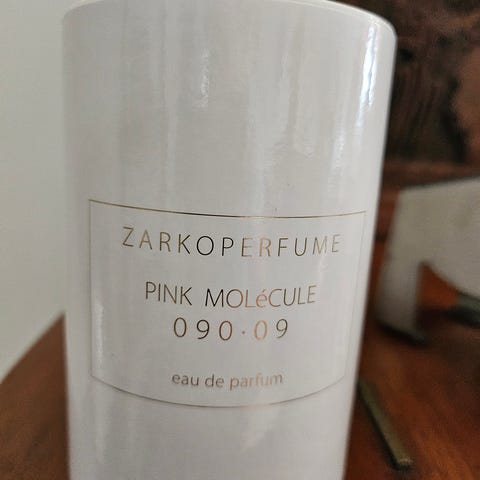 ZARKOPERFUME
PINK MOLéCULE
090·09
eau de parfum